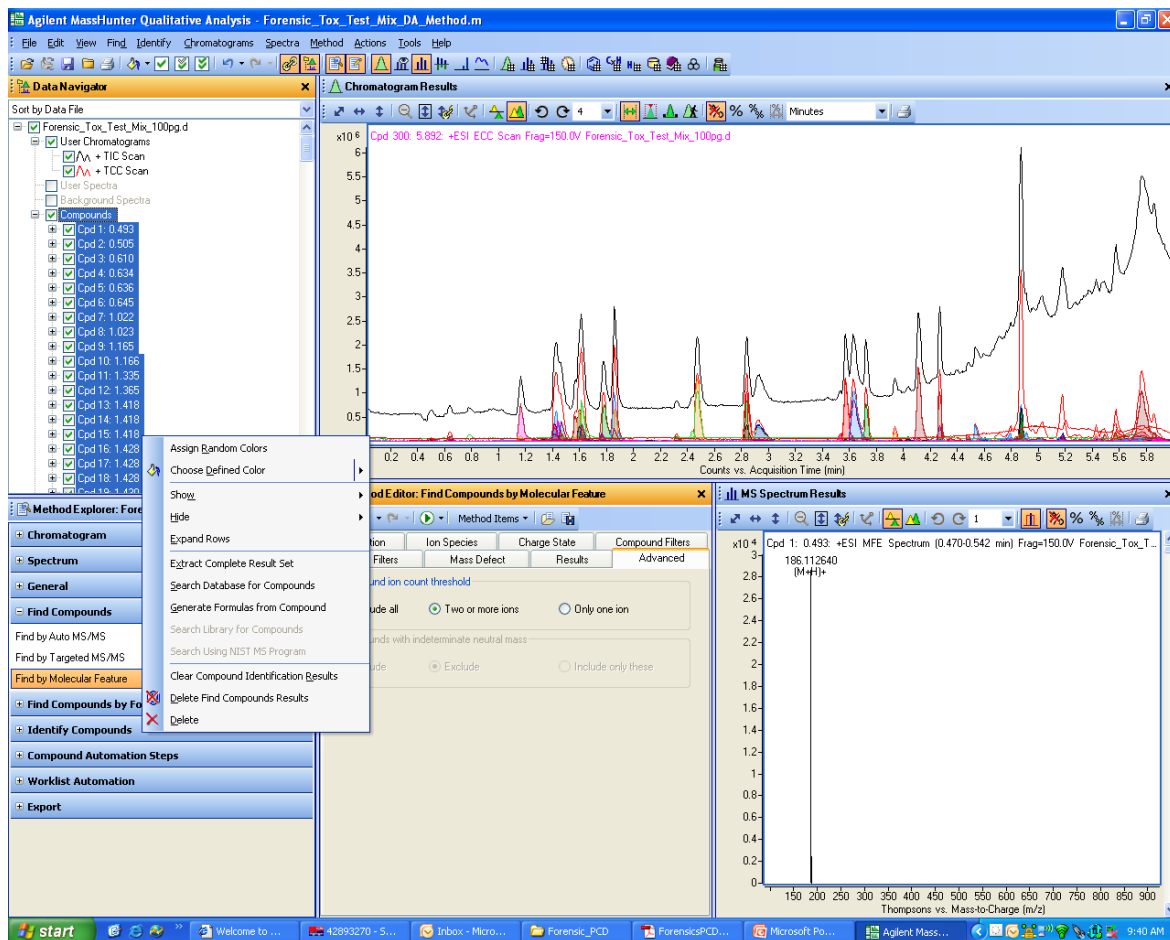 Agilent MassHunter Qualitative Analysis - Forensic_Tox_Test_Mix_DA_Method.m
File Edit View Find Identify Chromatograms Spectra Method Actions Tools Help
Data Navigator
Sort by Data File
Forensic_Tox_Test_Mix_100pg.d
User Chromatograms
+ TIC Scan
+ TCC Scan
User Spectra
Background Spectra
Compounds
Cpd 1: 0.493
Cpd 2: 0.505
Cpd 3: 0.610
Cpd 4: 0.634
Cpd 5: 0.636
Cpd 6: 0.645
Cpd 7: 1.022
Cpd 8: 1.023
Cpd 9: 1.165
Cpd 10: 1.166
Cpd 11: 1.335
Cpd 12: 1.365
Cpd 13: 1.418
Cpd 14: 1.418
Cpd 15: 1.418
Cpd 16: 1.428
Cpd 17: 1.428
Cpd 18: 1.428
Chromatogram Results
4 Minutes
x10 6 Cpd 300: 5.892: +ESI ECC Scan Frag=150.0V Forensic_Tox_Test_Mix_100pg.d
6
5.5
5
4.5
4
3.5
3
2.5
2
1.5
1
0.5
0.2 0.4 0.6 0.8 1 1.2 1.4 1.6 1.8 2 2.2 2.4 2.6 2.8 3 3.2 3.4 3.6 3.8 4 4.2 4.4 4.6 4.8 5 5.2 5.4 5.6 5.8
Counts vs. Acquisition Time (min)
Assign Random Colors
Choose Defined Color
Show
Hide
Expand Rows
Extract Complete Result Set
Search Database for Compounds
Generate Formulas from Compound
Search Library for Compounds
Search Using NIST MS Program
Clear Compound Identification Results
Delete Find Compounds Results
Delete
Method Explorer: Fore
Chromatogram
Spectrum
General
Find Compounds
Find by Auto MS/MS
Find by Targeted MS/MS
Find by Molecular Feature
Find Compounds by Fo
Identify Compounds
Compound Automation Steps
Worklist Automation
Export
od Editor: Find Compounds by Molecular Feature
Method Items
tion Ion Species Charge State Compound Filters
Filters Mass Defect Results Advanced
und ion count threshold
ude all Two or more ions Only one ion
unds with indeterminate neutral mass
ude Exclude Include only these
MS Spectrum Results
1
x10 4 Cpd 1: 0.493: +ESI MFE Spectrum (0.470-0.542 min) Frag=150.0V Forensic_Tox_T...
186.112640
(M+H)+
3
2.8
2.6
2.4
2.2
2
1.8
1.6
1.4
1.2
1
0.8
0.6
0.4
0.2
0
150 200 250 300 350 400 450 500 550 600 650 700 750 800 850 900
Thompsons vs. Mass-to-Charge (m/z)
start Welcome to ... 42893270 - S... Inbox - Micro... Forensic_PCD ForensicsPCD... Microsoft Po... Agilent Mass... 9:40 AM